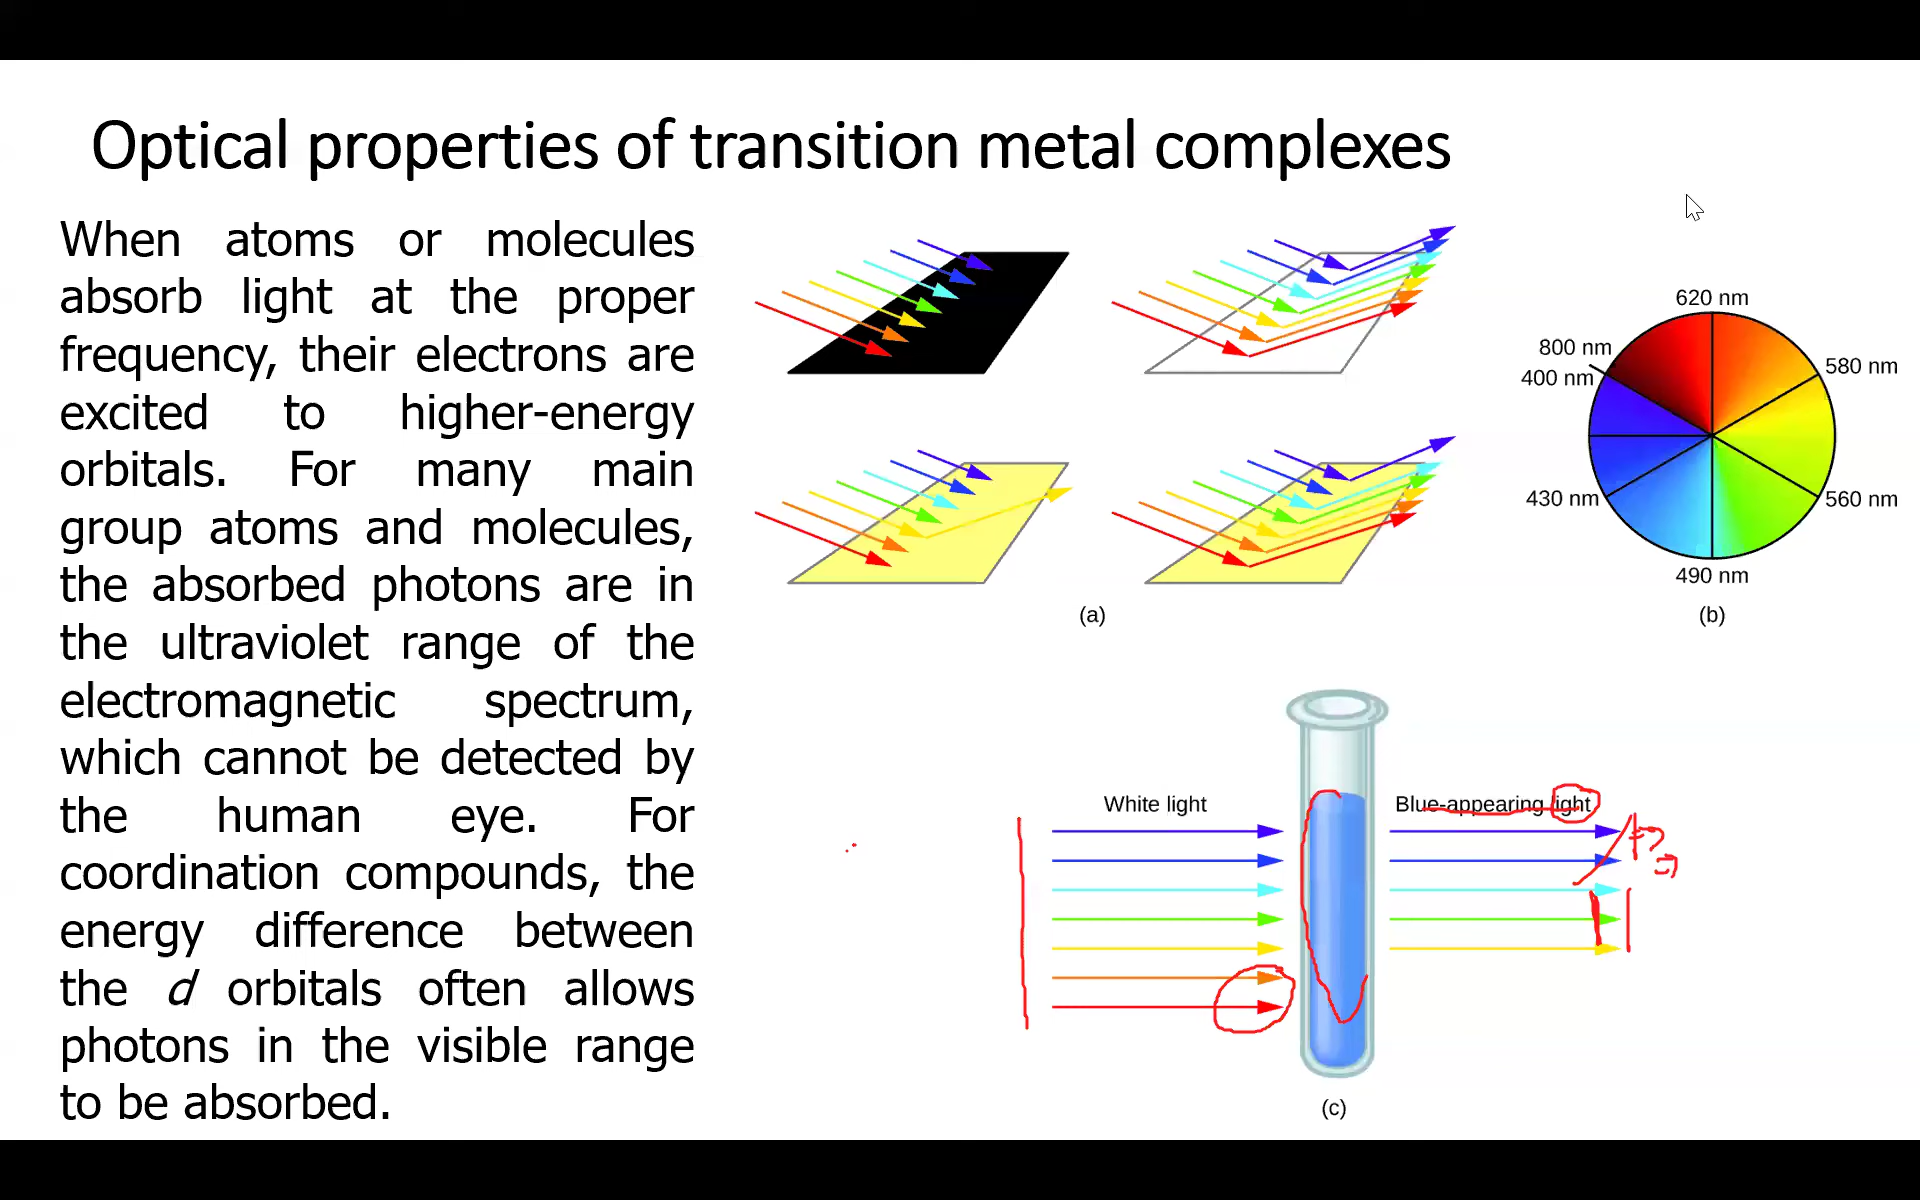 Optical properties of transition metal complexes
When atoms or molecules
absorb light at the proper
frequency, their electrons are
excited to higher-energy
orbitals. For many main
group atoms and molecules,
the absorbed photons are in
the ultraviolet range of the
electromagnetic spectrum,
which cannot be detected by
the human eye. For
coordination compounds, the
energy difference between
the d orbitals often allows
photons in the visible range
to be absorbed.
(a)
620 nm
800 nm
400 nm
580 nm
430 nm
560 nm
490 nm
(b)
White light
Blue-appearing light
(c)